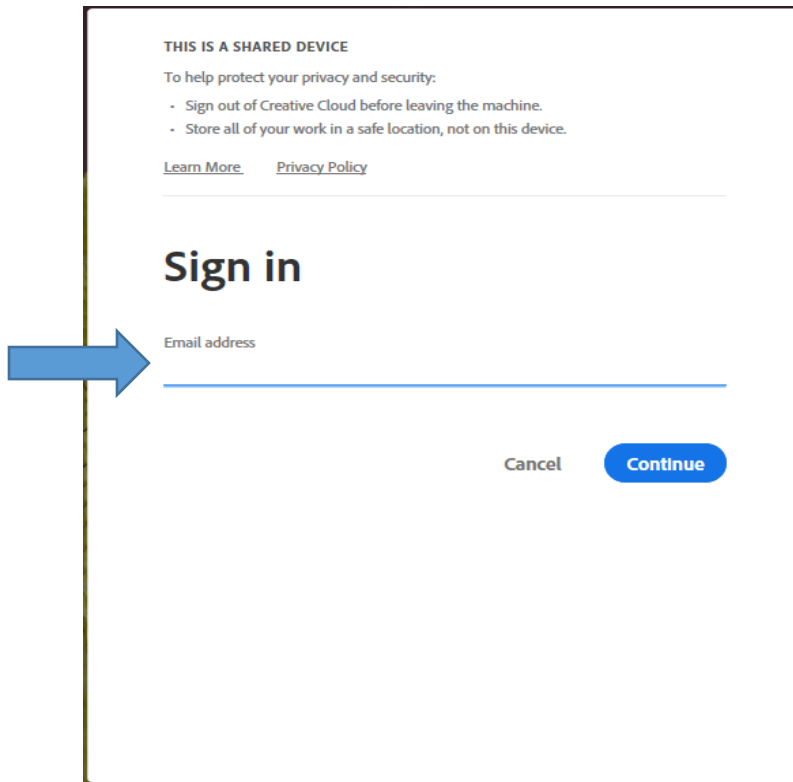 THIS IS A SHARED DEVICE
To help protect your privacy and security:
- Sign out of Creative Cloud before leaving the machine.
- Store all of your work in a safe location, not on this device.
Learn More Privacy Policy
Sign in
Email address
Cancel Continue